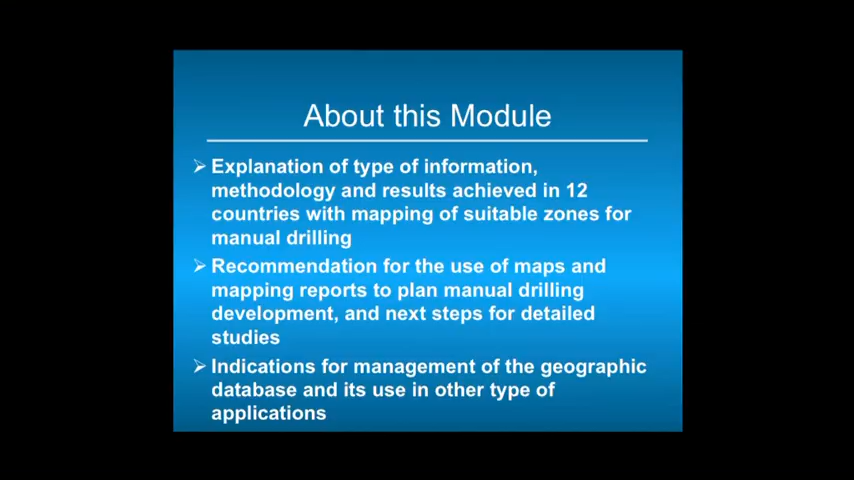 About this Module
Explanation of type of information,
methodology and results achieved in 12
countries with mapping of suitable zones for
manual drilling
Recommendation for the use of maps and
mapping reports to plan manual drilling
development, and next steps for detailed
studies
Indications for management of the geographic
database and its use in other type of
applications